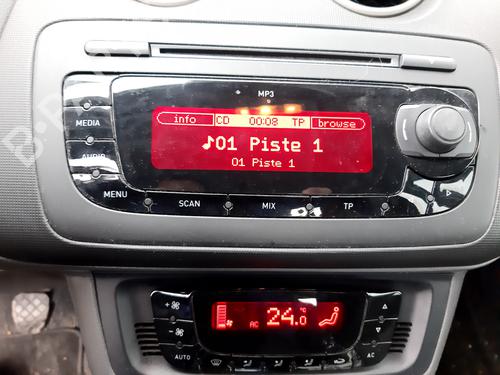 MP3
info CD 00:08 TP browse
♪01 Piste 1
01 Piste 1
MEDIA
AUDIO
MENU SCAN MIX TP
AC 24.0 °C
AUTO
AC